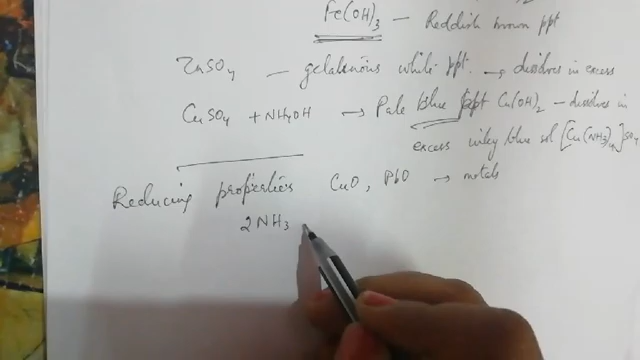 Fe(OH)3 — Reddish brown ppt
ZnSO4 — gelatenious white ppt. → dissolves in excess
CuSO4 + NH4OH → Pale blue ppt Cu(OH)2 – dissolves in
excess inky blue sol [Cu(NH3)4]SO4
Reducing properties CuO, PbO → metals
2NH3